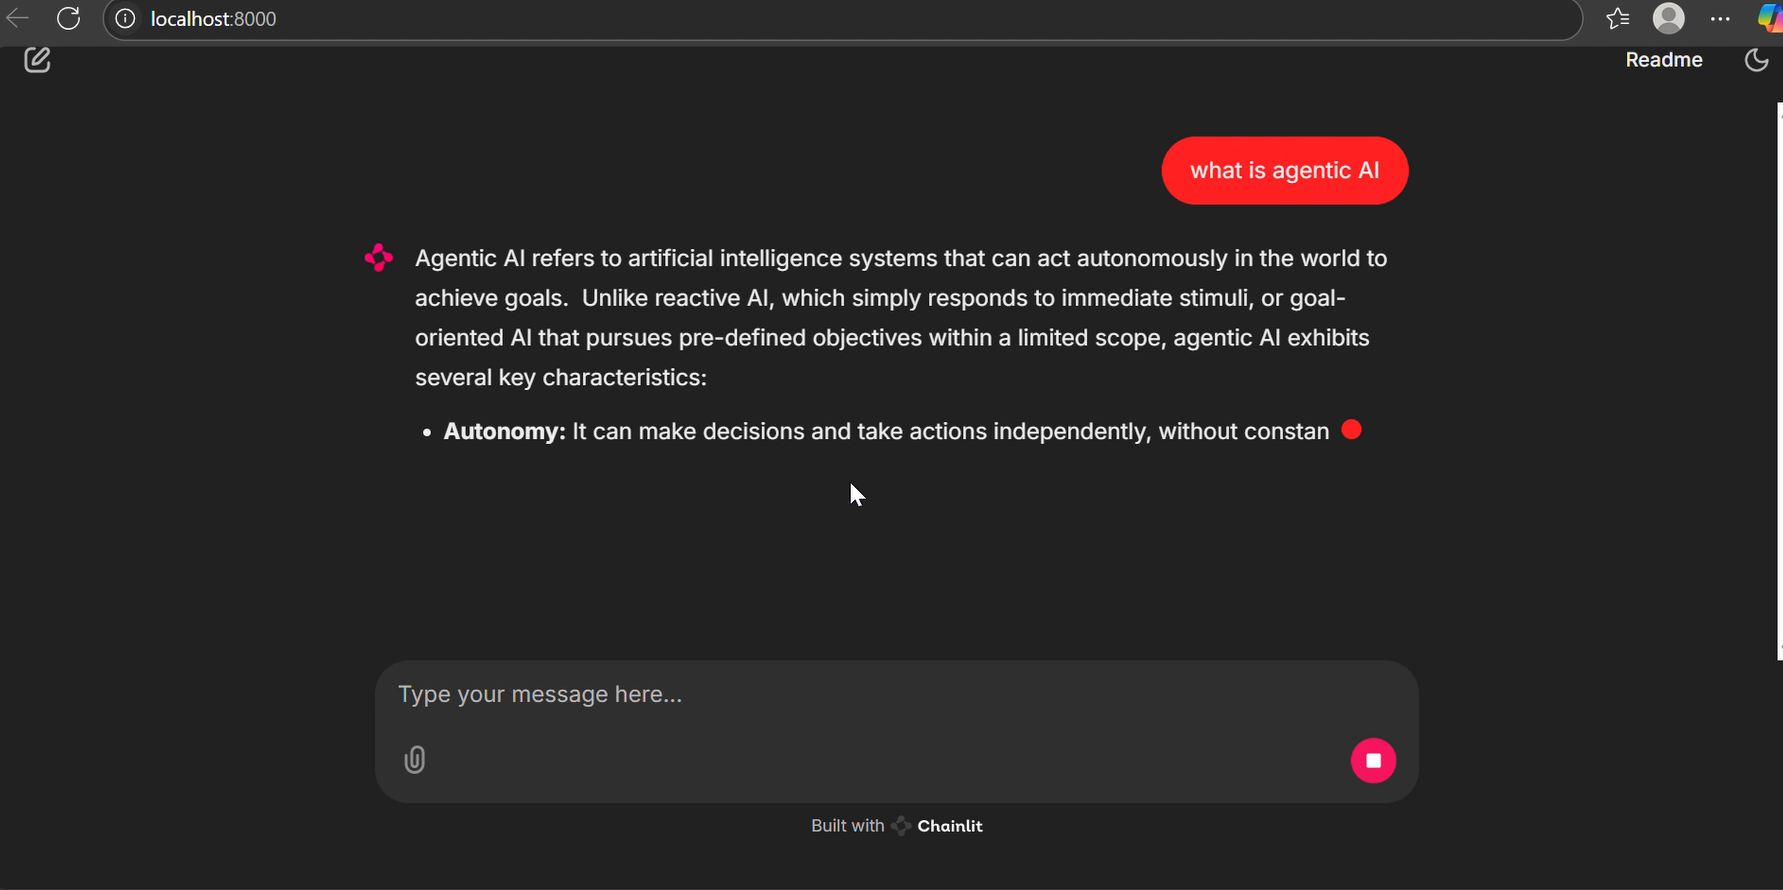 localhost:8000
Readme
what is agentic AI
Agentic AI refers to artificial intelligence systems that can act autonomously in the world to
achieve goals.  Unlike reactive AI, which simply responds to immediate stimuli, or goal-
oriented AI that pursues pre-defined objectives within a limited scope, agentic AI exhibits
several key characteristics:
• Autonomy: It can make decisions and take actions independently, without constan
Type your message here...
Built with Chainlit